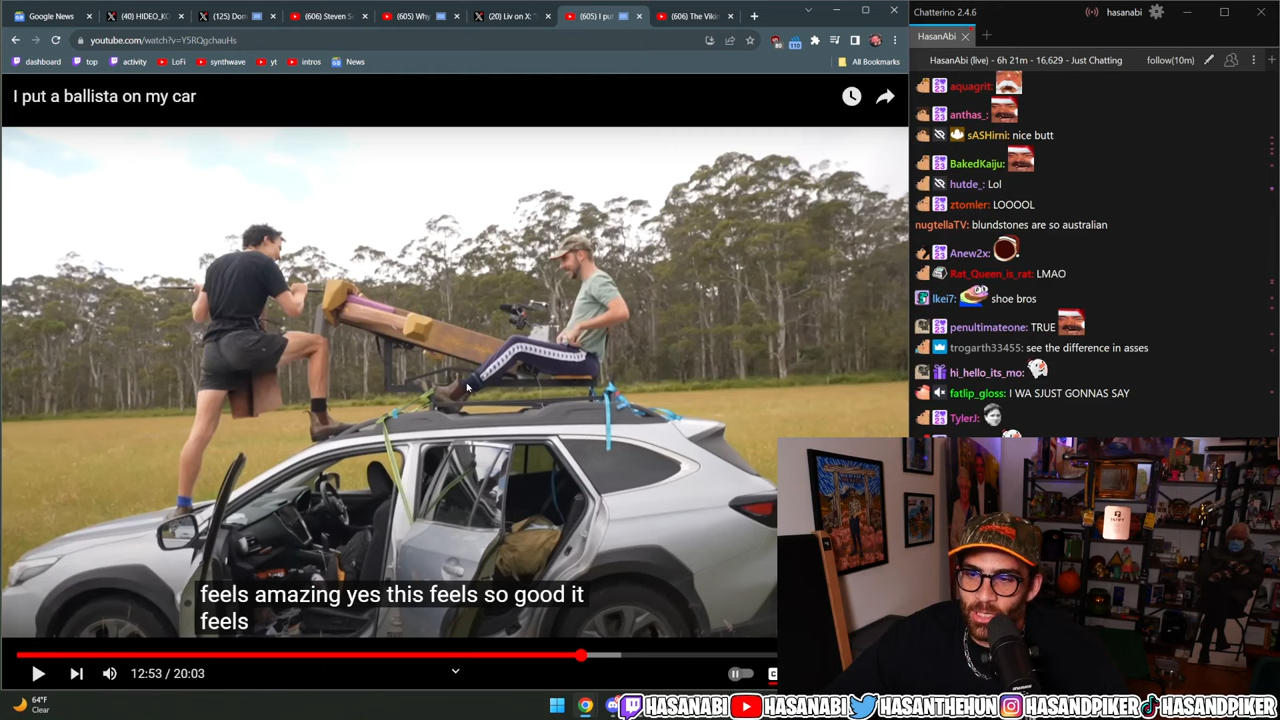 Google News
(40) HIDEO_KO
(125) Don
(606) Steven S
(605) Why
(20) Liv on X: "
(605) I put
(606) The Vikin
youtube.com/watch?v=Y5RQgchauHs
dashboard
top
activity
LoFi
synthwave
yt
intros
News
All Bookmarks
I put a ballista on my car
feels amazing yes this feels so good it
feels
12:53 / 20:03
64°F
Clear
Chatterino 2.4.6
hasanabi
HasanAbi
HasanAbi (live) - 6h 21m - 16,629 - Just Chatting
follow(10m)
aquagrit:
anthas_:
sASHirni: nice butt
BakedKaiju:
hutde_: Lol
ztomler: LOOOOL
nugtellaTV: blundstones are so australian
Anew2x:
Rat_Queen_is_rat: LMAO
lkei7: shoe bros
penultimateone: TRUE
trogarth33455: see the difference in asses
hi_hello_its_mo:
fatlip_gloss: I WA SJUST GONNAS SAY
TylerJ:
HASANABI
HASANABI
HASANTHEHUN
HASANDPIKER
HASANDPIKER